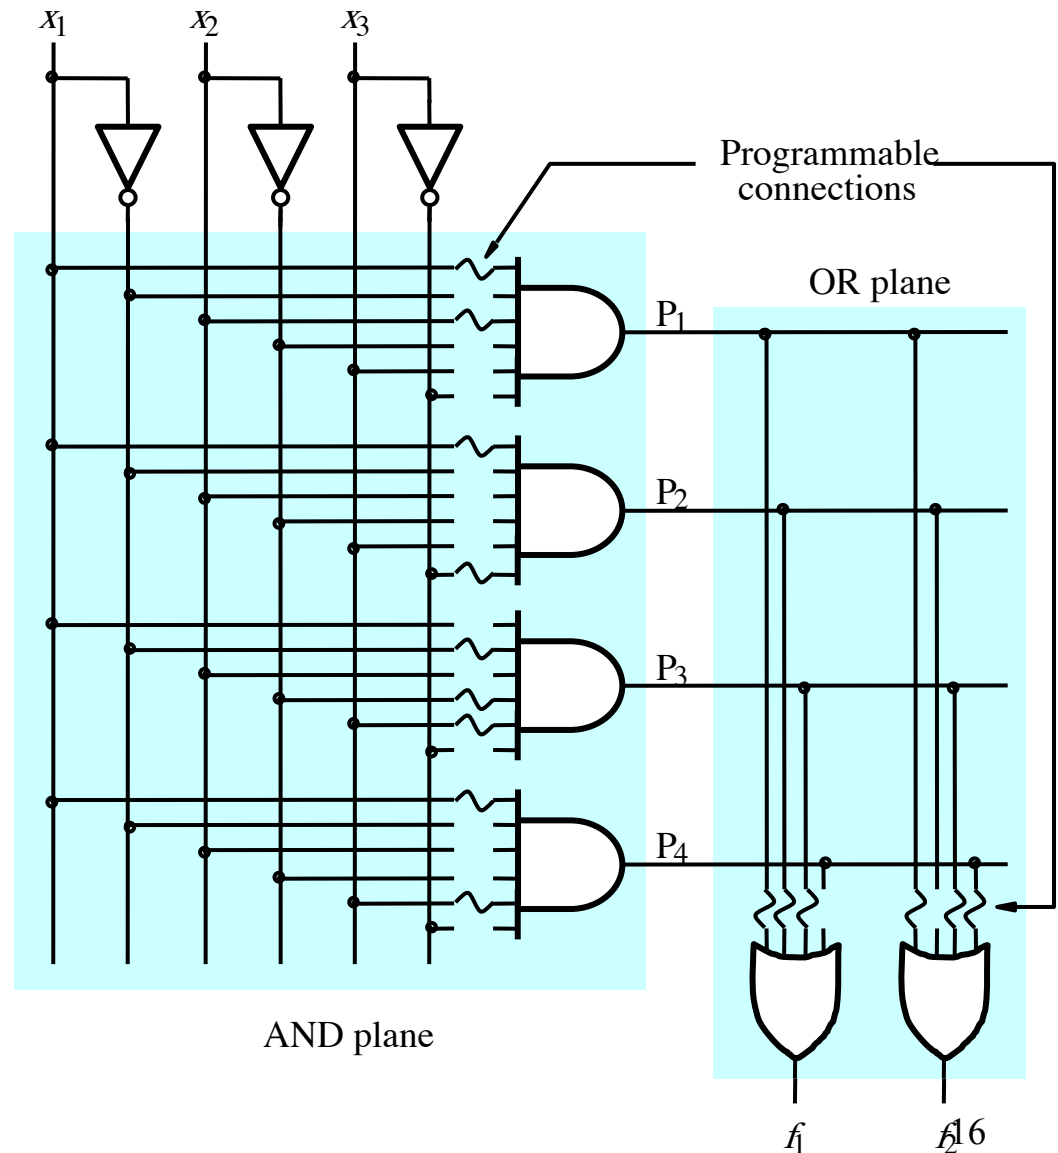 x1 x2 x3
Programmable
connections
OR plane
P1
P2
P3
P4
AND plane
f1 f2 16